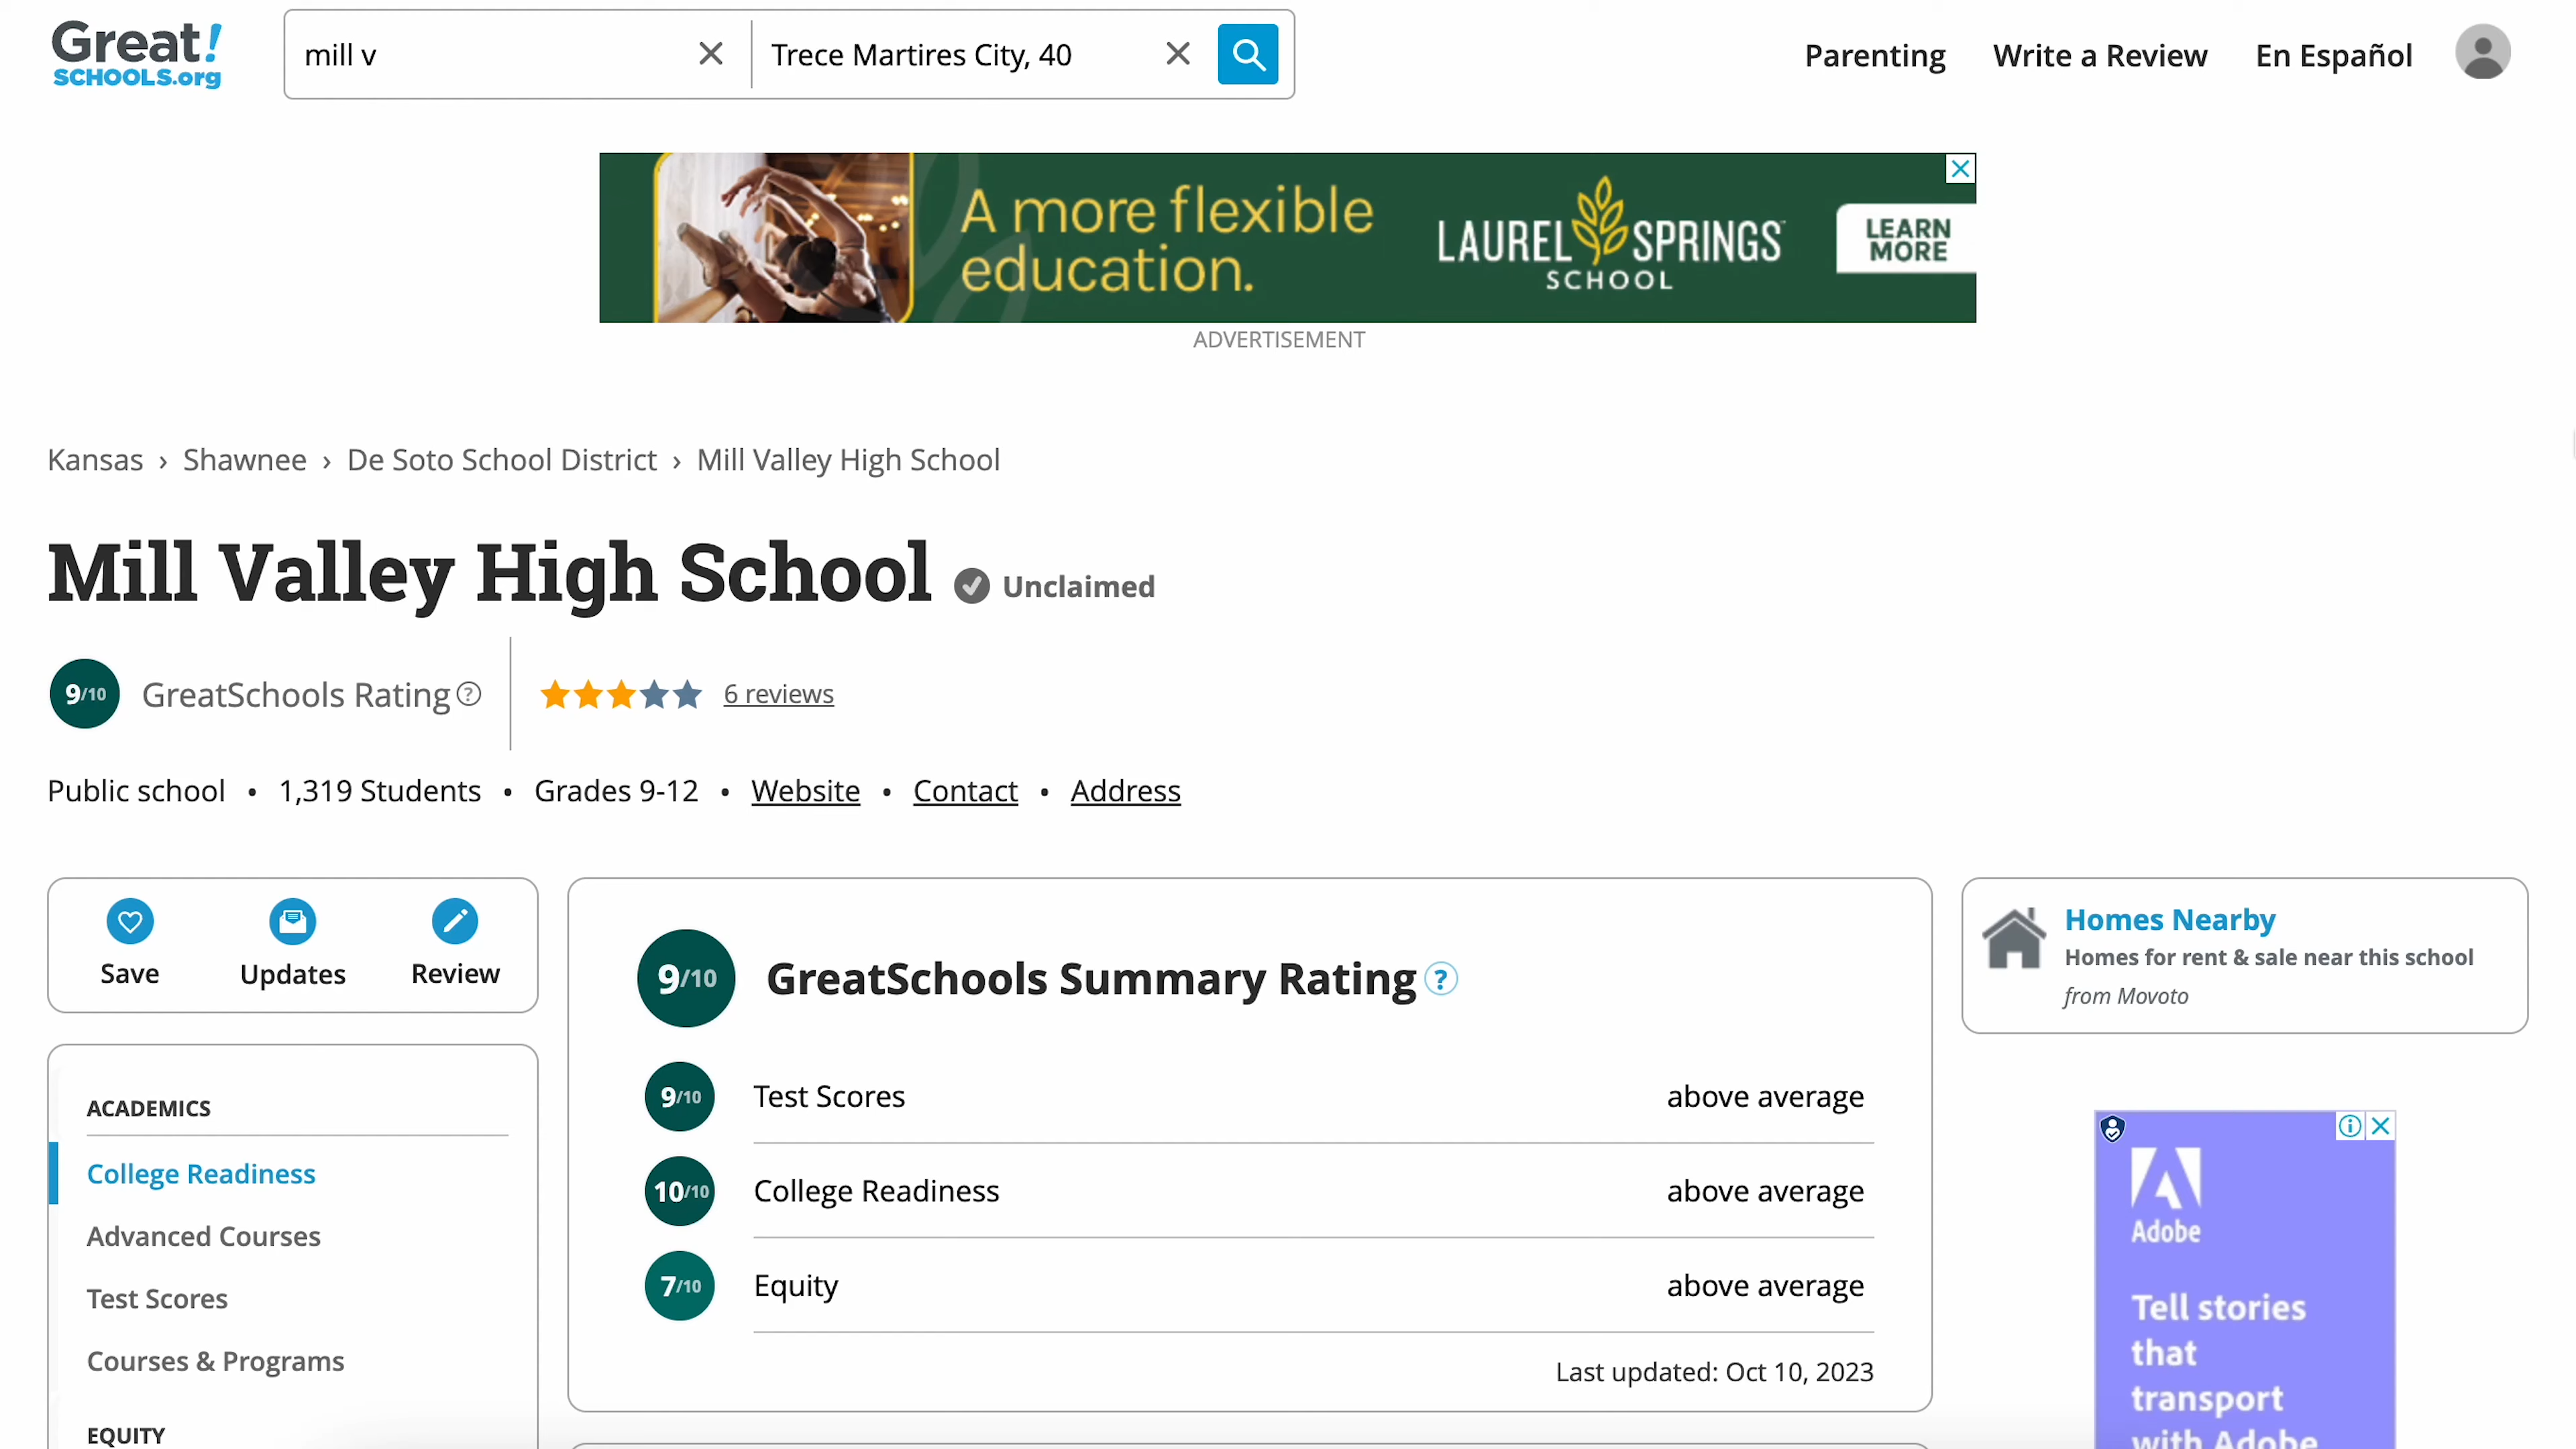 Great!
SCHOOLS.org
mill v
Trece Martires City, 40
Parenting
Write a Review
En Español
A more flexible
education.
LAUREL SPRINGS
SCHOOL
LEARN
MORE
ADVERTISEMENT
Kansas › Shawnee › De Soto School District › Mill Valley High School
Mill Valley High School Unclaimed
9/10 GreatSchools Rating ? 6 reviews
Public school • 1,319 Students • Grades 9-12 • Website • Contact • Address
Save
Updates
Review
ACADEMICS
College Readiness
Advanced Courses
Test Scores
Courses & Programs
EQUITY
9/10 GreatSchools Summary Rating ?
9/10 Test Scores above average
10/10 College Readiness above average
7/10 Equity above average
Last updated: Oct 10, 2023
Homes Nearby
Homes for rent & sale near this school
from Movoto
Adobe
Tell stories
that
transport
with Adobe